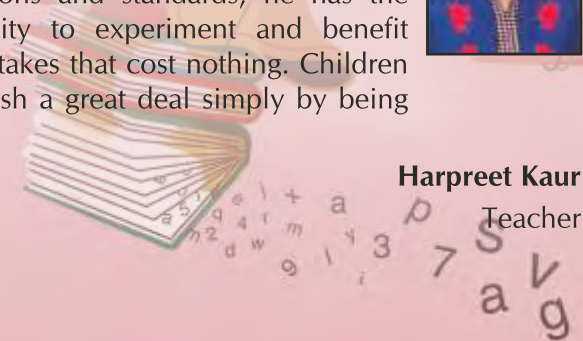 ons and standards, he has the
ity to experiment and benefit
takes that cost nothing. Children
sh a great deal simply by being
Harpreet Kaur
Teacher